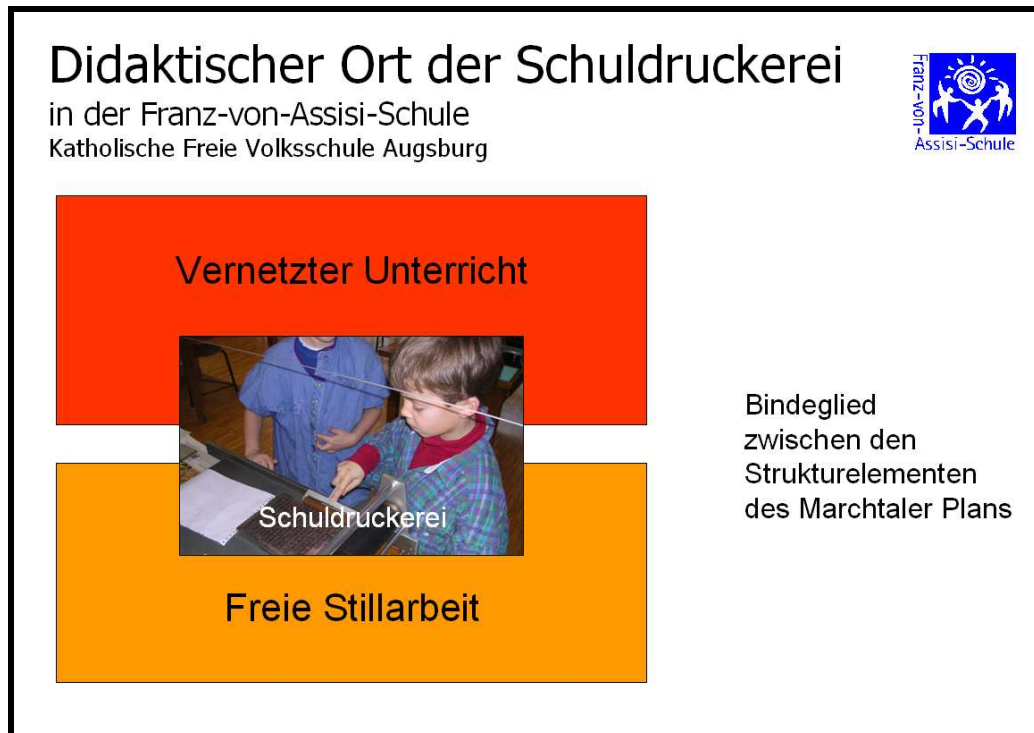 Didaktischer Ort der Schuldruckerei
in der Franz-von-Assisi-Schule
Katholische Freie Volksschule Augsburg
Franz-von-
Assisi-Schule
Vernetzter Unterricht
Schuldruckerei
Freie Stillarbeit
Bindeglied
zwischen den
Strukturelementen
des Marchtaler Plans